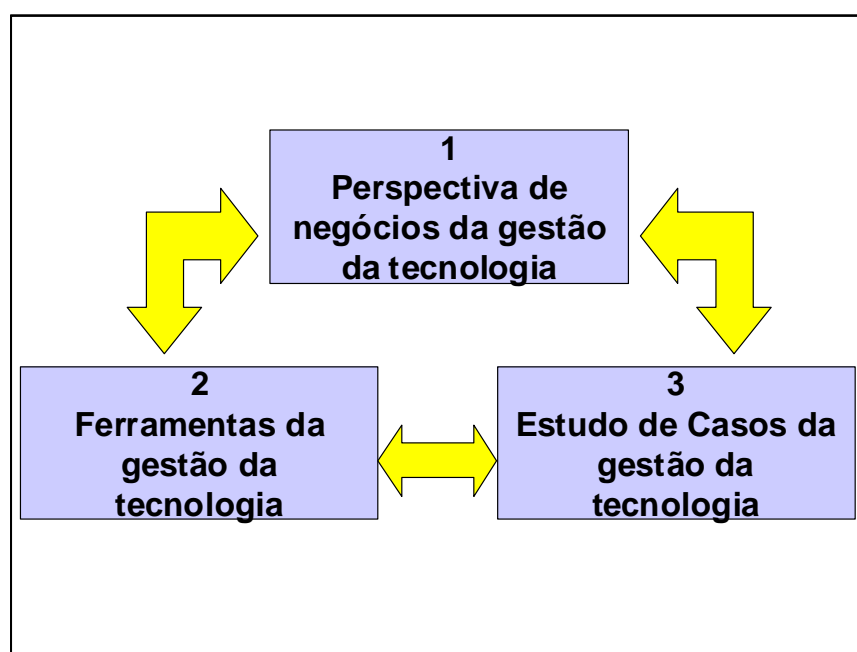 1
Perspectiva de
negócios da gestão
da tecnologia
2
Ferramentas da
gestão da
tecnologia
3
Estudo de Casos da
gestão da
tecnologia